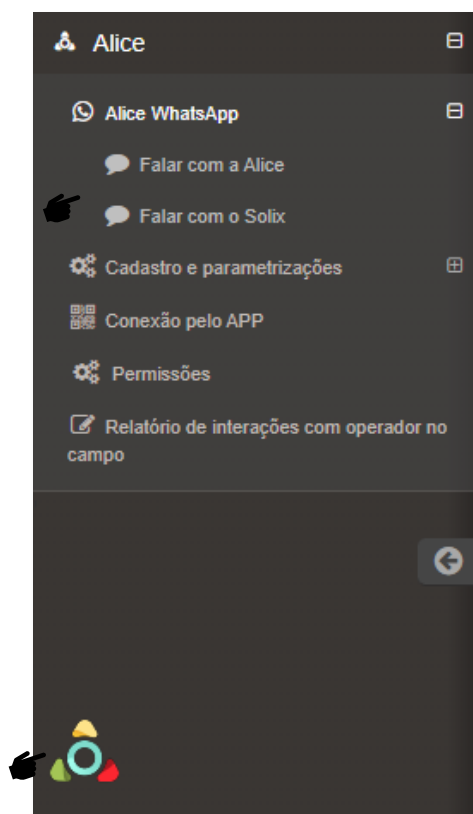 Alice
Alice WhatsApp
Falar com a Alice
Falar com o Solix
Cadastro e parametrizações
Conexão pelo APP
Permissões
Relatório de interações com operador no
campo